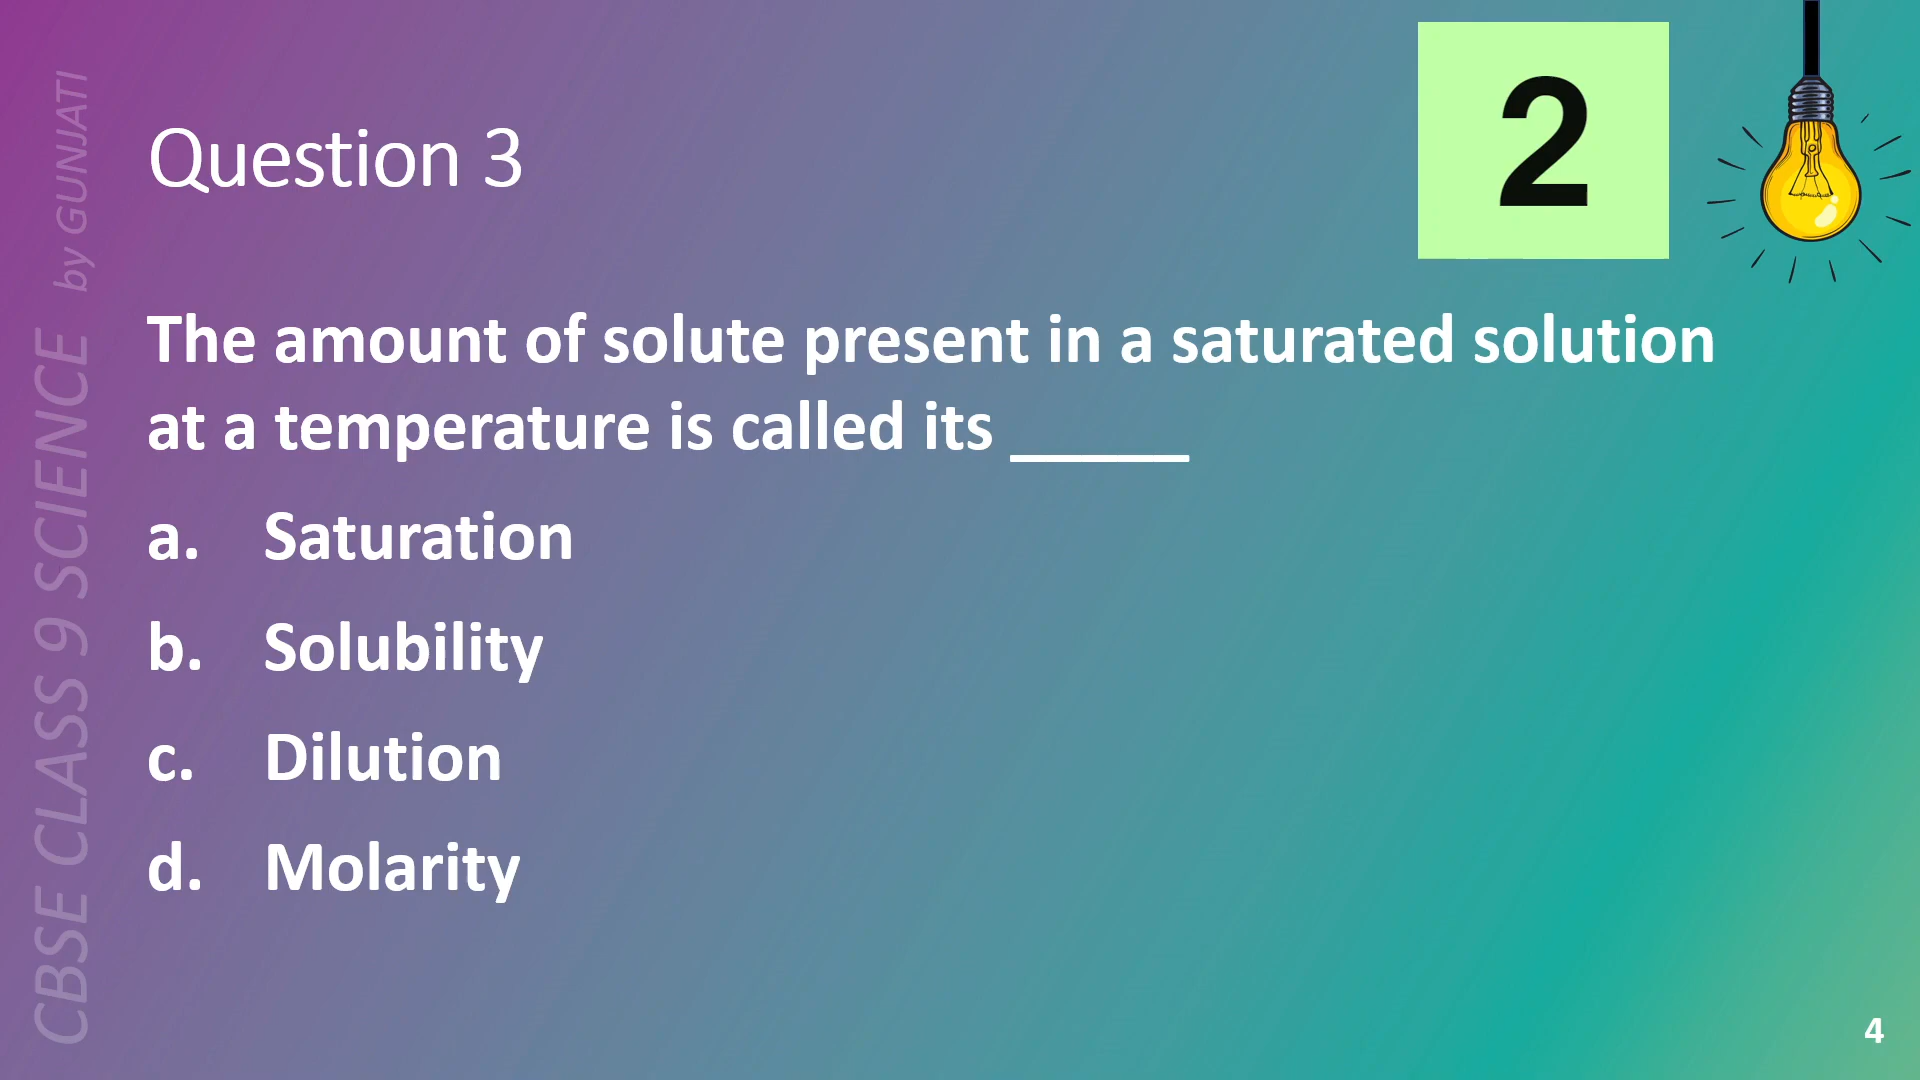 Question 3
2
The amount of solute present in a saturated solution
at a temperature is called its ______
a. Saturation
b. Solubility
c. Dilution
d. Molarity
CBSE CLASS 9 SCIENCE by GUNJATI
4